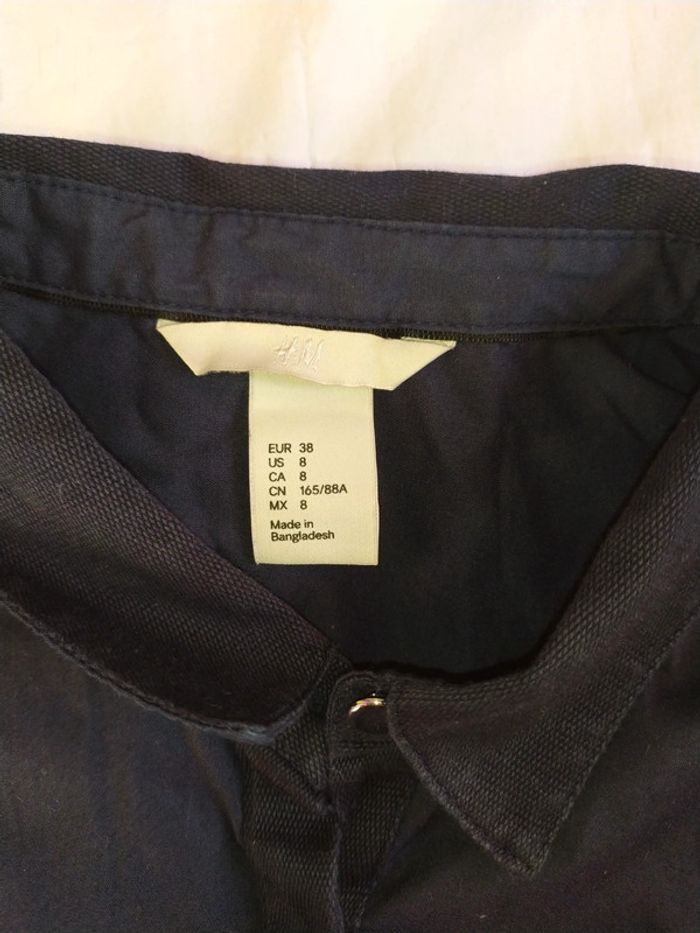 H&M
EUR 38
US 8
CA 8
CN 165/88A
MX 8
Made in
Bangladesh